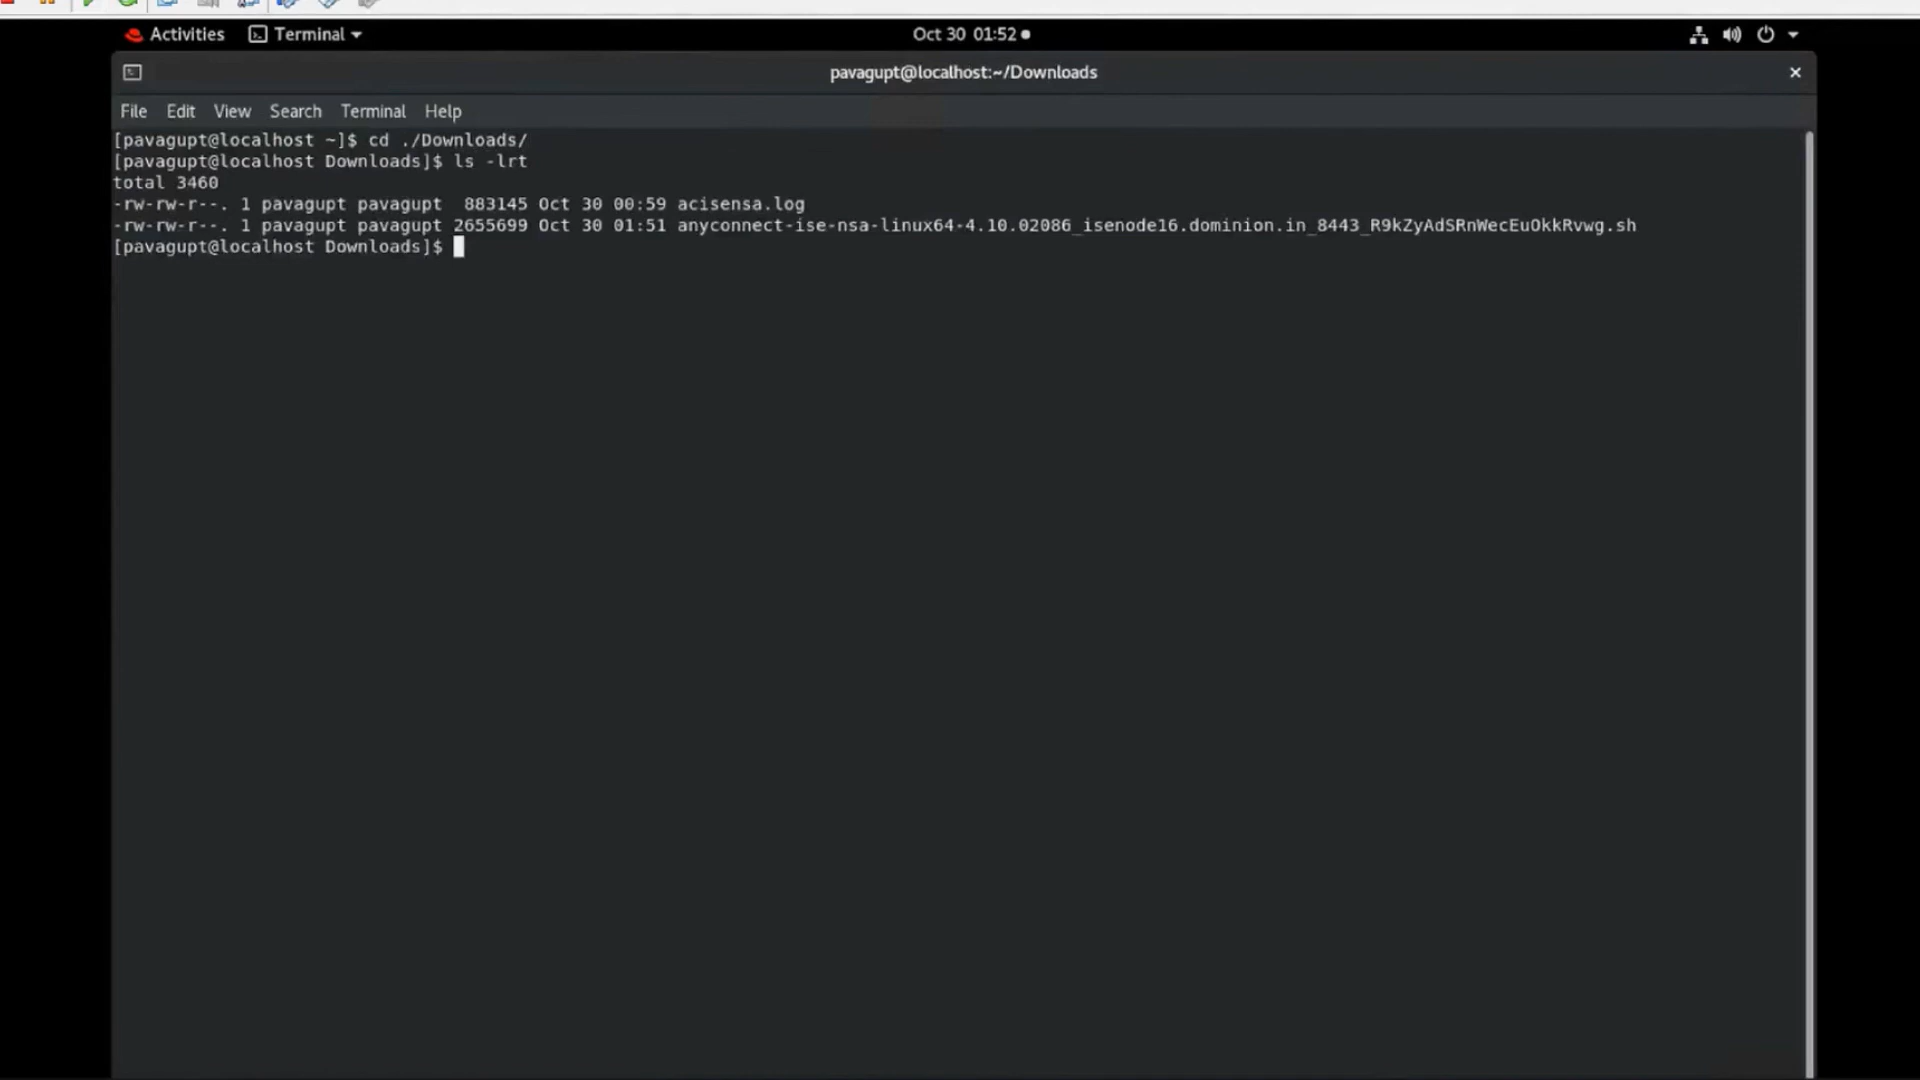 Activities Terminal Oct 30 01:52
pavagupt@localhost:~/Downloads
File Edit View Search Terminal Help
[pavagupt@localhost ~]$ cd ./Downloads/
[pavagupt@localhost Downloads]$ ls -lrt
total 3460
-rw-rw-r--. 1 pavagupt pavagupt  883145 Oct 30 00:59 acisensa.log
-rw-rw-r--. 1 pavagupt pavagupt 2655699 Oct 30 01:51 anyconnect-ise-nsa-linux64-4.10.02086_isenode16.dominion.in_8443_R9kZyAdSRnWecEuOkkRvwg.sh
[pavagupt@localhost Downloads]$